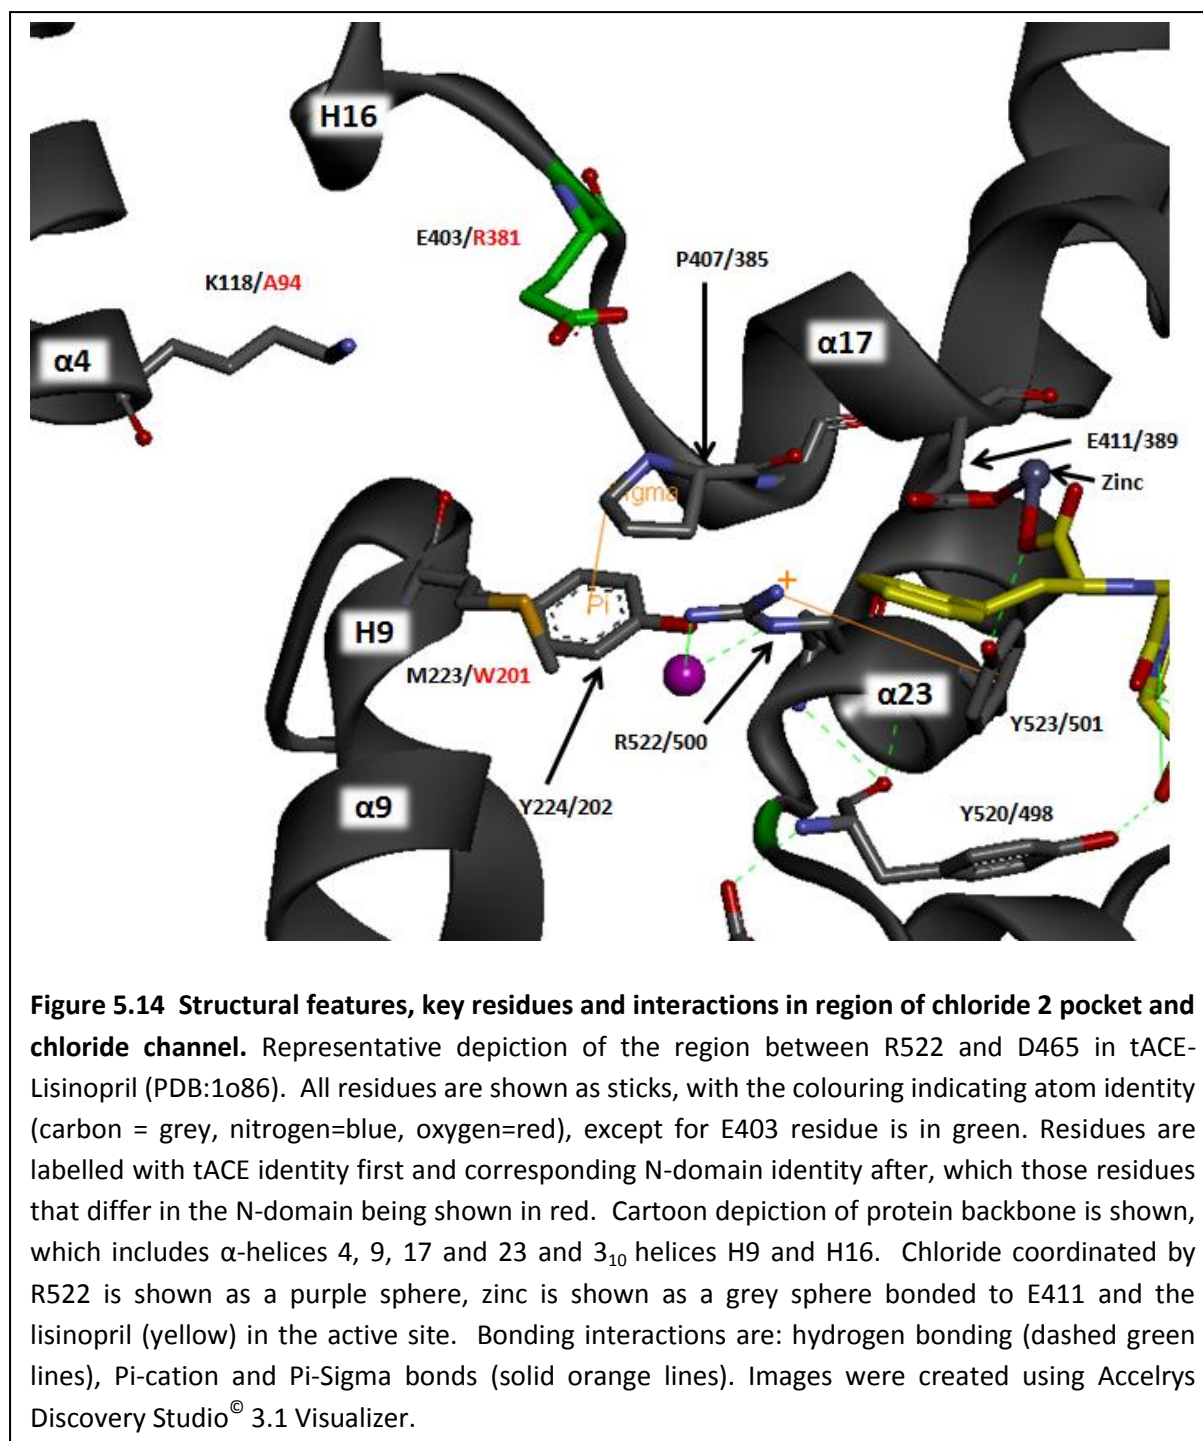 H16
E403/R381
P407/385
K118/A94
α4
α17
E411/389
Zinc
Sigma
+
Pi
H9
M223/W201
α23
R522/500
Y523/501
α9
Y224/202
Y520/498
Figure 5.14 Structural features, key residues and interactions in region of chloride 2 pocket and
chloride channel. Representative depiction of the region between R522 and D465 in tACE-
Lisinopril (PDB:1o86). All residues are shown as sticks, with the colouring indicating atom identity
(carbon = grey, nitrogen=blue, oxygen=red), except for E403 residue is in green. Residues are
labelled with tACE identity first and corresponding N-domain identity after, which those residues
that differ in the N-domain being shown in red. Cartoon depiction of protein backbone is shown,
which includes α-helices 4, 9, 17 and 23 and 3₁₀ helices H9 and H16. Chloride coordinated by
R522 is shown as a purple sphere, zinc is shown as a grey sphere bonded to E411 and the
lisinopril (yellow) in the active site. Bonding interactions are: hydrogen bonding (dashed green
lines), Pi-cation and Pi-Sigma bonds (solid orange lines). Images were created using Accelrys
Discovery Studio© 3.1 Visualizer.